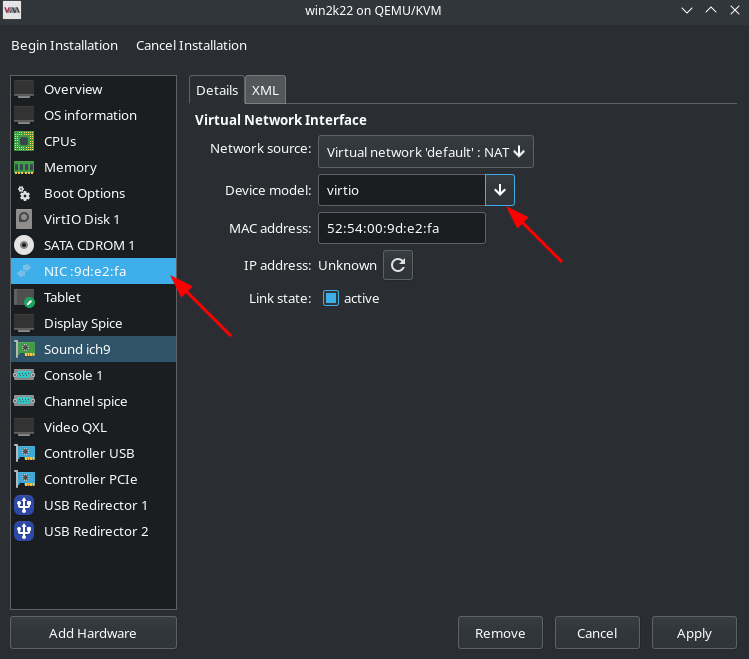 win2k22 on QEMU/KVM
Begin Installation Cancel Installation
Overview
OS information
CPUs
Memory
Boot Options
VirtIO Disk 1
SATA CDROM 1
NIC :9d:e2:fa
Tablet
Display Spice
Sound ich9
Console 1
Channel spice
Video QXL
Controller USB
Controller PCIe
USB Redirector 1
USB Redirector 2
Add Hardware
Details XML
Virtual Network Interface
Network source: Virtual network 'default' : NAT
Device model: virtio
MAC address: 52:54:00:9d:e2:fa
IP address: Unknown
Link state: active
Remove Cancel Apply